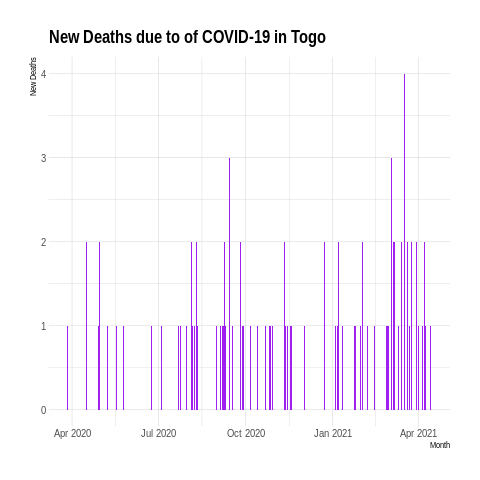 New Deaths due to of COVID-19 in Togo
New Deaths
4
3
2
1
0
Apr 2020 Jul 2020 Oct 2020 Jan 2021 Apr 2021
Month